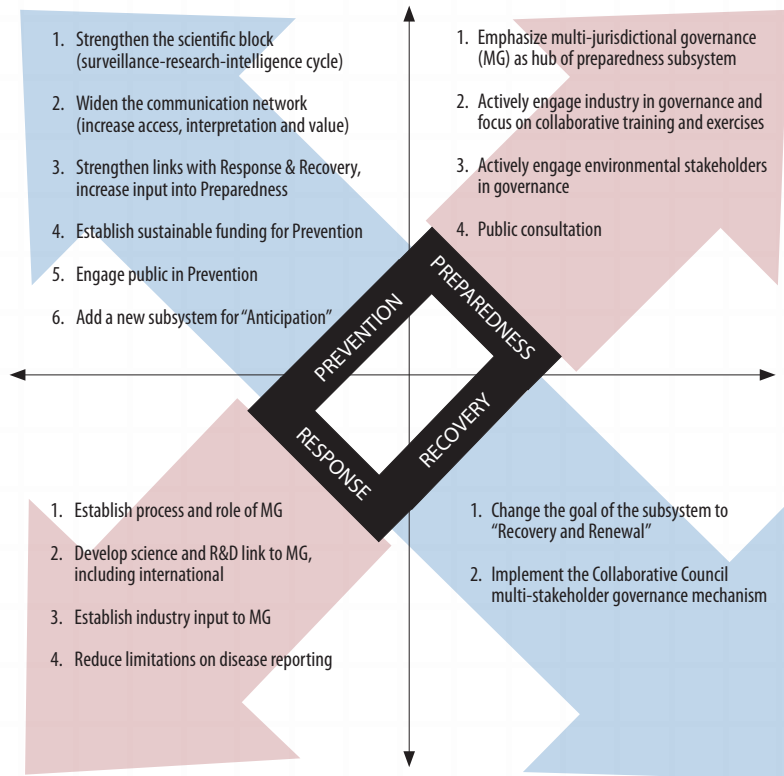 1. Strengthen the scientific block
(surveillance-research-intelligence cycle)
2. Widen the communication network
(increase access, interpretation and value)
3. Strengthen links with Response & Recovery,
increase input into Preparedness
4. Establish sustainable funding for Prevention
5. Engage public in Prevention
6. Add a new subsystem for “Anticipation”
1. Emphasize multi-jurisdictional governance
(MG) as hub of preparedness subsystem
2. Actively engage industry in governance and
focus on collaborative training and exercises
3. Actively engage environmental stakeholders
in governance
4. Public consultation
PREVENTION
PREPAREDNESS
RESPONSE
RECOVERY
1. Establish process and role of MG
2. Develop science and R&D link to MG,
including international
3. Establish industry input to MG
4. Reduce limitations on disease reporting
1. Change the goal of the subsystem to
“Recovery and Renewal”
2. Implement the Collaborative Council
multi-stakeholder governance mechanism